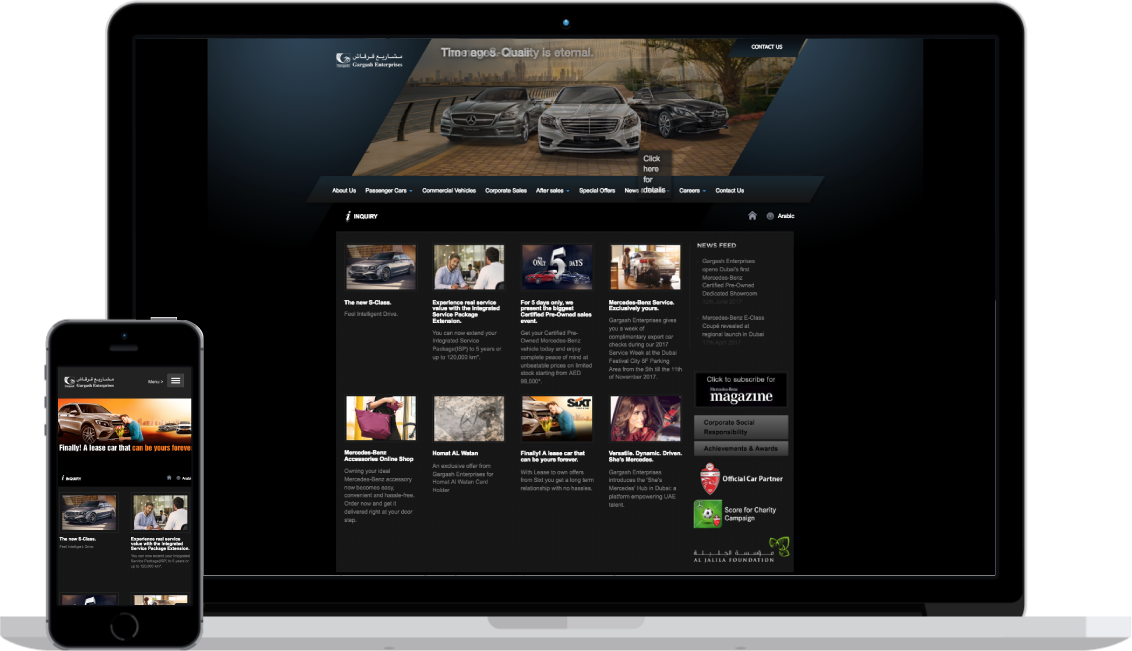 مشاريع قرقاش
Gargash Enterprises
CONTACT US
Quality is eternal.
Click
here
for
details
About Us Passenger Cars Commercial Vehicles Corporate Sales After sales Special Offers News Careers Contact Us
i INQUIRY
Arabic
The new S-Class.
Feel Intelligent Drive.
Experience real service
value with the Integrated
Service Package
Extension.
You can now extend your
Integrated Service
Package(ISP) to 5 years or
up to 120,000 km*.
ONLY 5 DAYS
For 5 days only, we
present the biggest
Certified Pre-Owned sales
event.
Get your Certified Pre-
Owned Mercedes-Benz
vehicle today and enjoy
complete peace of mind at
unbeatable prices on limited
stock starting from AED
99,000*.
Mercedes-Benz Service.
Exclusively yours.
Gargash Enterprises gives
you a week of
complimentary expert car
checks during our 2017
Service Week at the Dubai
Festival City 6F Parking
Area from the 5th till the 11th
of November 2017.
NEWS FEED
Gargash Enterprises
opens Dubai's first
Mercedes-Benz
Certified Pre-Owned
Dedicated Showroom
12th June 2017
Mercedes-Benz E-Class
Coupé revealed at
regional launch in Dubai
12th April 2017
Click to subscribe for
Mercedes-Benz
magazine
Corporate Social
Responsibility
Achievements & Awards
Official Car Partner
Score for Charity
Campaign
مؤسسة الجليلة
AL JALILA FOUNDATION
Mercedes-Benz
Accessories Online Shop
Owning your ideal
Mercedes-Benz accessory
now becomes easy,
convenient and hassle-free.
Order now and get it
delivered right at your door
step.
Homat AL Watan
An exclusive offer from
Gargash Enterprises for
Homat Al Watan Card
Holder
SIXT
Finally! A lease car that
can be yours forever.
With Lease to own offers
from Sixt you get a long term
relationship with no hassles.
Versatile. Dynamic. Driven.
She's Mercedes.
Gargash Enterprises
introduces the 'She's
Mercedes' Hub in Dubai: a
platform empowering UAE
talent.
مشاريع قرقاش
Gargash Enterprises
Menu >
Finally! A lease car that can be yours forever
i INQUIRY
Arabic
The new S-Class.
Feel Intelligent Drive.
Experience real service
value with the Integrated
Service Package Extension.
You can now extend your Integrated
Service Package(ISP) to 5 years or
up to 120,000 km*.